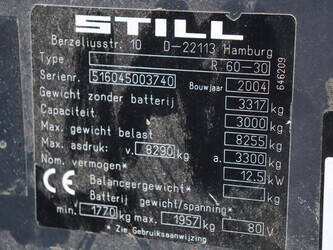 STILL
Berzeliusstr. 10 D-22113 Hamburg
Type R 60-30
Serienr. 516045003740 Bouwjaar 2004
Gewicht zonder batterij 3317 kg
Capaciteit 3000 kg
Max. gewicht belast 8255 kg
Max. asdruk: v. 8290 kg a. 3300 kg
Nom. vermogen* 12.5 kW
CE Balanceergewicht* kg
Batterij gewicht/spanning*
min. 1770 kg max. 1957 kg 80 V
* Zie Gebruiksaanwijzing
646209